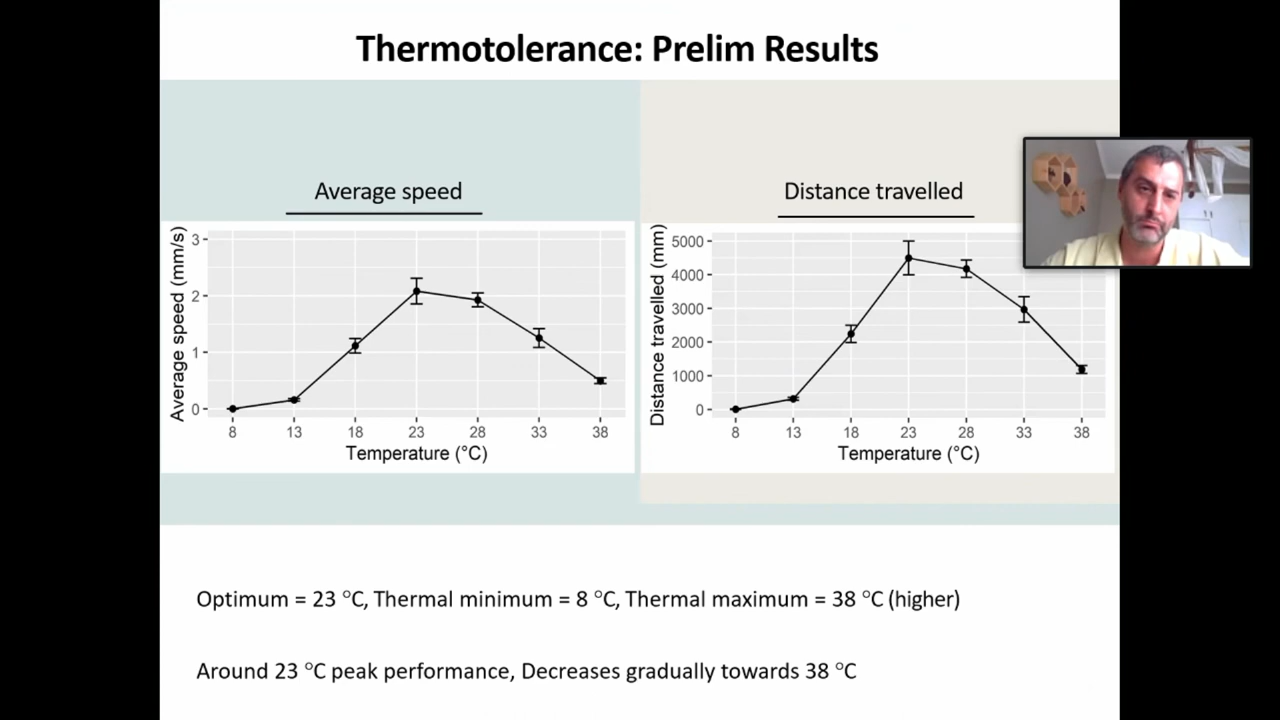 Thermotolerance: Prelim Results
Average speed
Average speed (mm/s)
3
2
1
0
8 13 18 23 28 33 38
Temperature (°C)
Distance travelled
Distance travelled (mm)
5000
4000
3000
2000
1000
0
8 13 18 23 28 33 38
Temperature (°C)
Optimum = 23 °C, Thermal minimum = 8 °C, Thermal maximum = 38 °C (higher)
Around 23 °C peak performance, Decreases gradually towards 38 °C